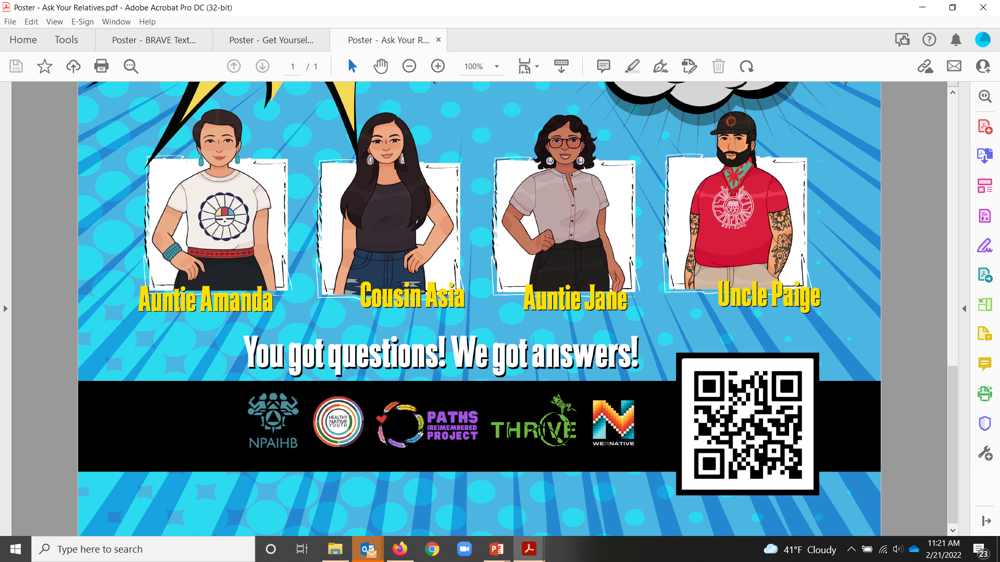 Poster - Ask Your Relatives.pdf - Adobe Acrobat Pro DC (32-bit)
File Edit View E-Sign Window Help
Home Tools Poster - BRAVE Text... Poster - Get Yoursel... Poster - Ask Your R... ×
1 / 1 100%
EST. 2020
Auntie Amanda Cousin Asia Auntie Jane Uncle Paige
You got questions! We got answers!
NPAIHB
HEALTHY
NATIVE
YOUTH
PATHS
(RE)MEMBERED
PROJECT
THRIVE
N
WERNATIVE
Type here to search
41°F Cloudy
11:21 AM
2/21/2022
23